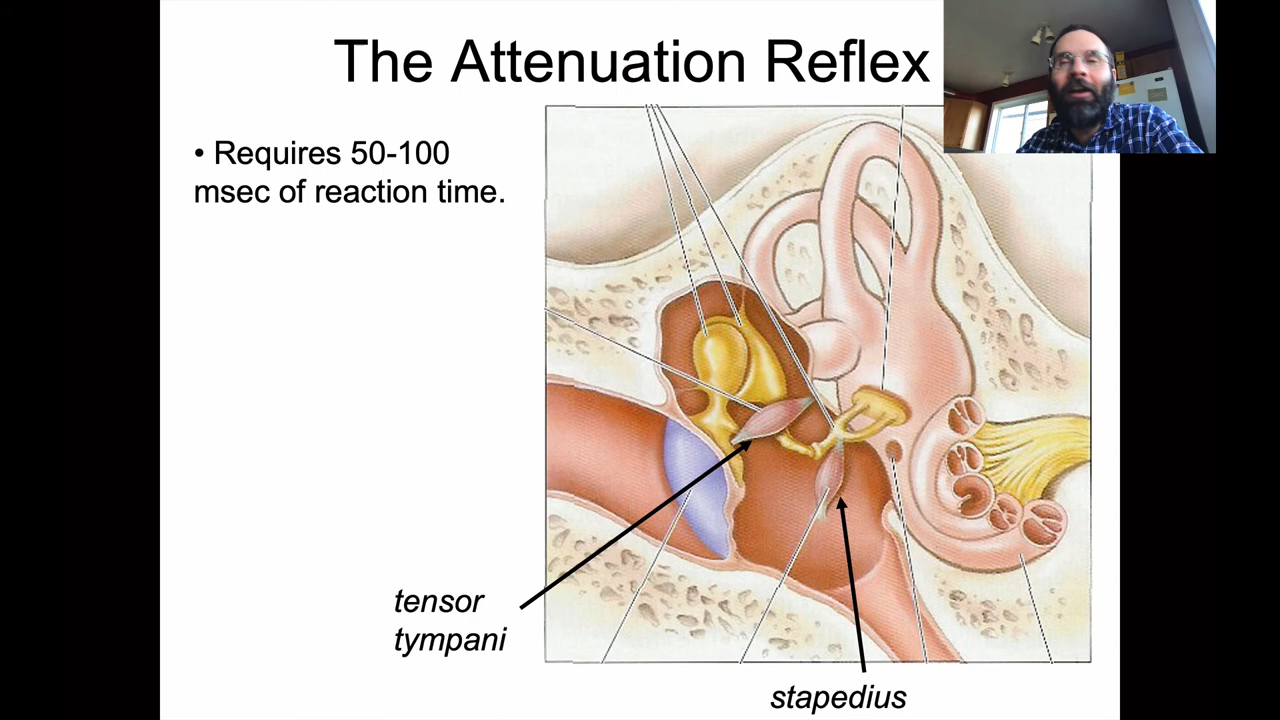 The Attenuation Reflex
• Requires 50-100
msec of reaction time.
tensor
tympani
stapedius